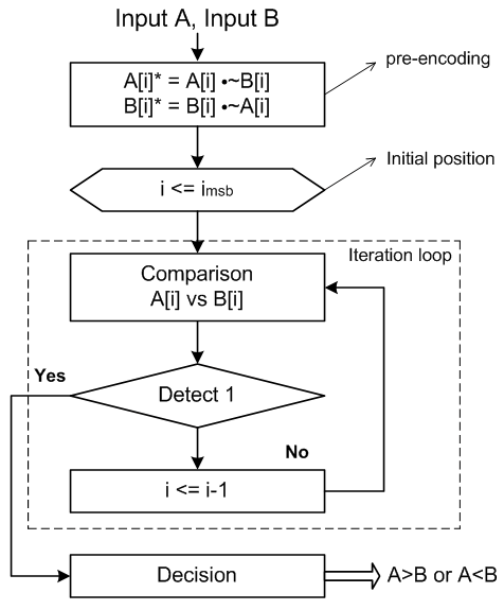 Input A, Input B
pre-encoding
A[i]* = A[i] •~B[i]
B[i]* = B[i] •~A[i]
Initial position
i <= imsb
Iteration loop
Comparison
A[i] vs B[i]
Yes
Detect 1
No
i <= i-1
Decision
A>B or A<B